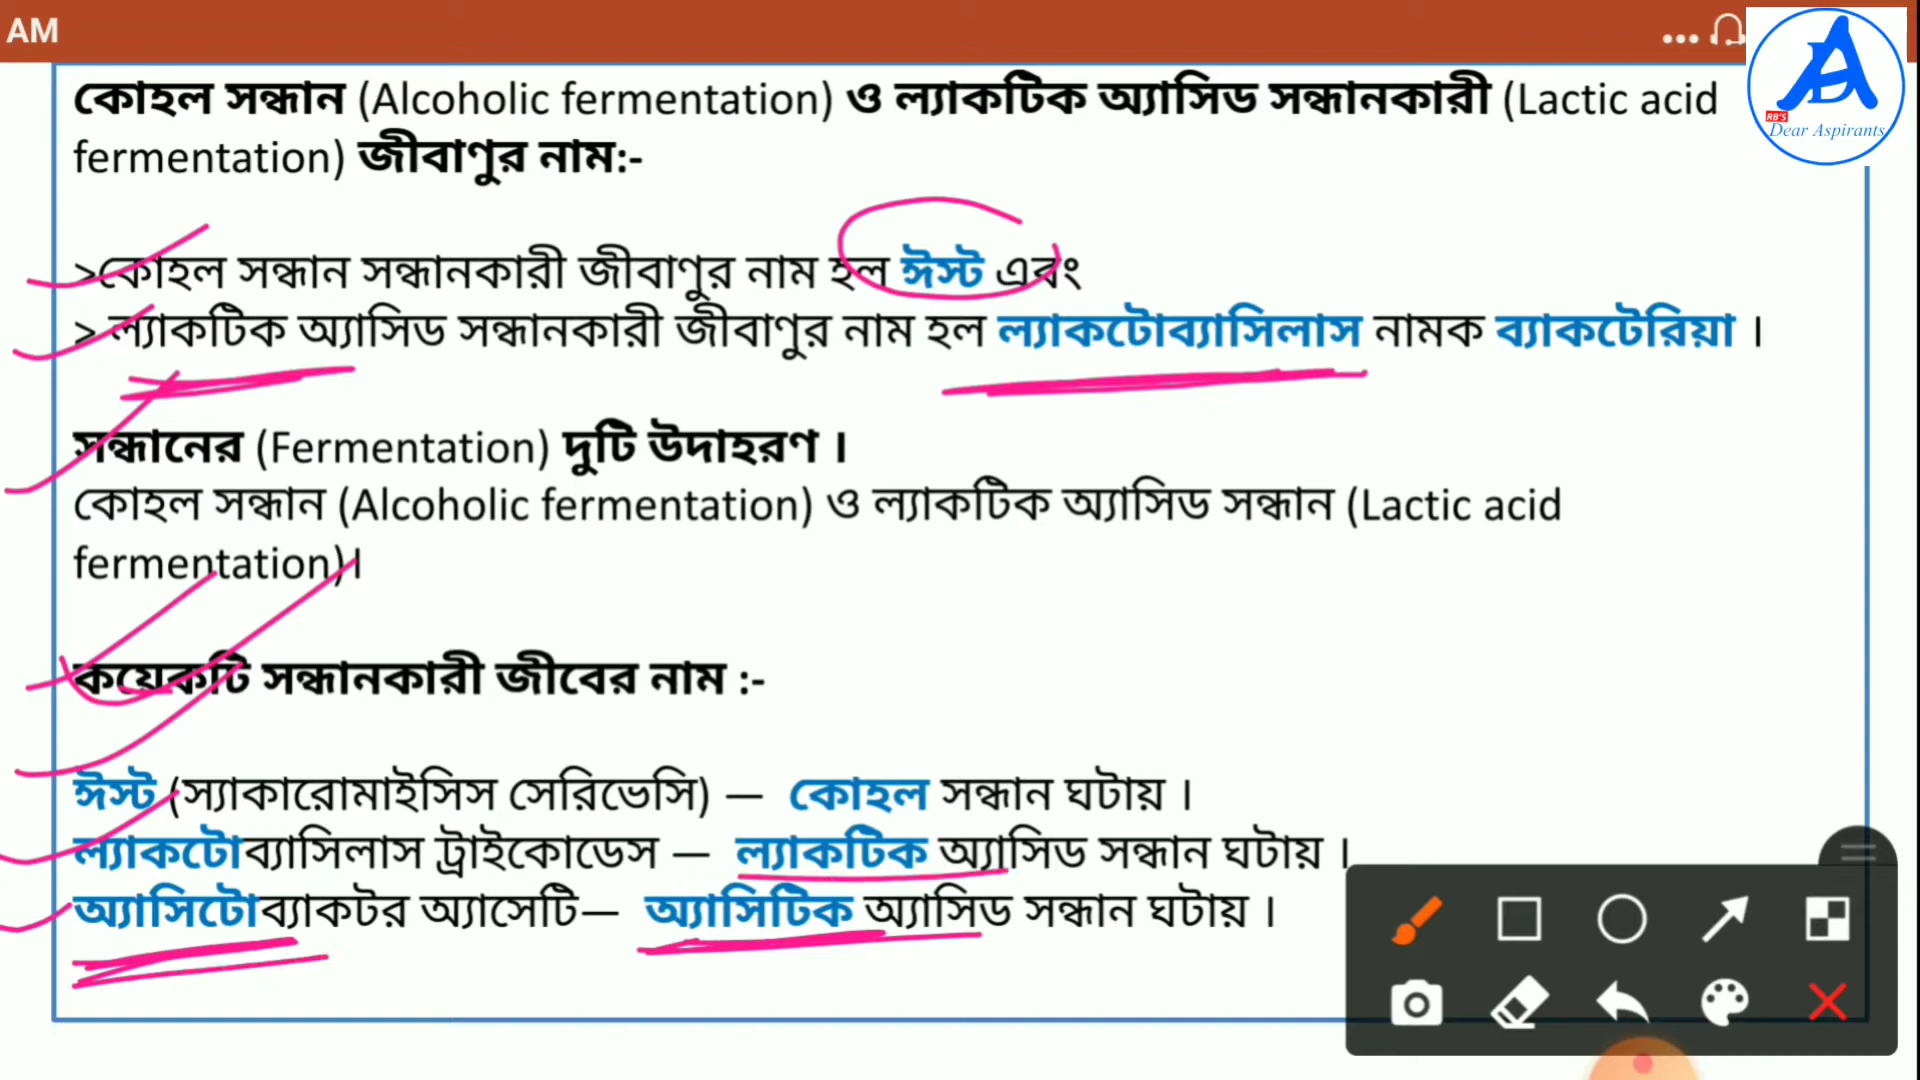 AM
কোহল সন্ধান (Alcoholic fermentation) ও ল্যাকটিক অ্যাসিড সন্ধানকারী (Lactic acid
fermentation) জীবাণুর নাম:-
>কোহল সন্ধান সন্ধানকারী জীবাণুর নাম হল ঈস্ট এবং
> ল্যাকটিক অ্যাসিড সন্ধানকারী জীবাণুর নাম হল ল্যাকটোব্যাসিলাস নামক ব্যাকটেরিয়া ।
সন্ধানের (Fermentation) দুটি উদাহরণ ।
কোহল সন্ধান (Alcoholic fermentation) ও ল্যাকটিক অ্যাসিড সন্ধান (Lactic acid
fermentation)।
কয়েকটি সন্ধানকারী জীবের নাম :-
ঈস্ট (স্যাকারোমাইসিস সেরিভেসি) — কোহল সন্ধান ঘটায় ।
ল্যাকটোব্যাসিলাস ট্রাইকোডেস — ল্যাকটিক অ্যাসিড সন্ধান ঘটায় ।
অ্যাসিটোব্যাকটর অ্যাসেটি— অ্যাসিটিক অ্যাসিড সন্ধান ঘটায় ।
RB'S
Dear Aspirants